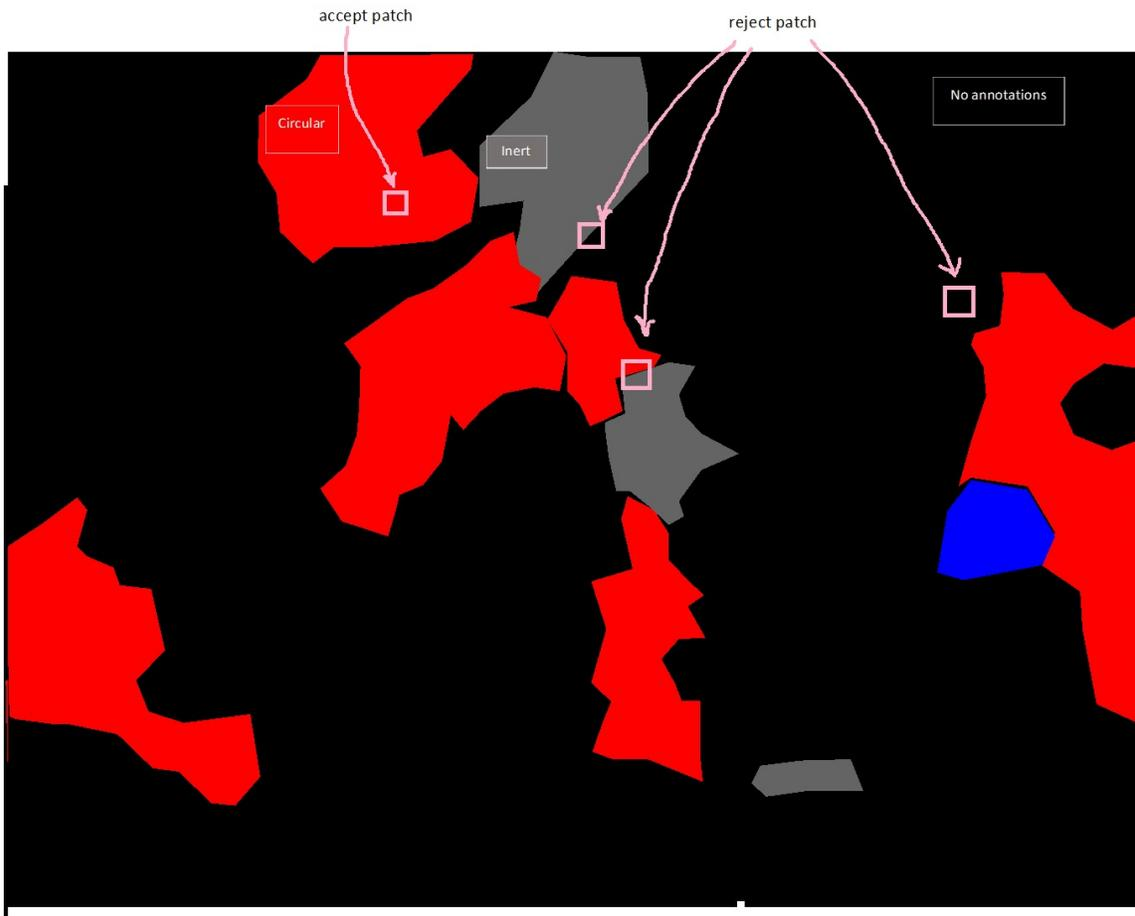 accept patch
reject patch
No annotations
Circular
Inert